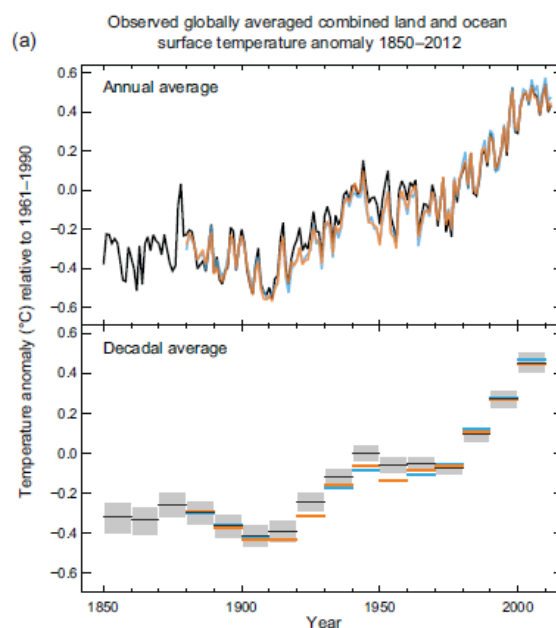 Observed globally averaged combined land and ocean
surface temperature anomaly 1850–2012
(a)
Annual average
0.6
0.4
0.2
0.0
−0.2
−0.4
−0.6
Temperature anomaly (°C) relative to 1961–1990
Decadal average
0.6
0.4
0.2
0.0
−0.2
−0.4
−0.6
1850
1900
1950
2000
Year